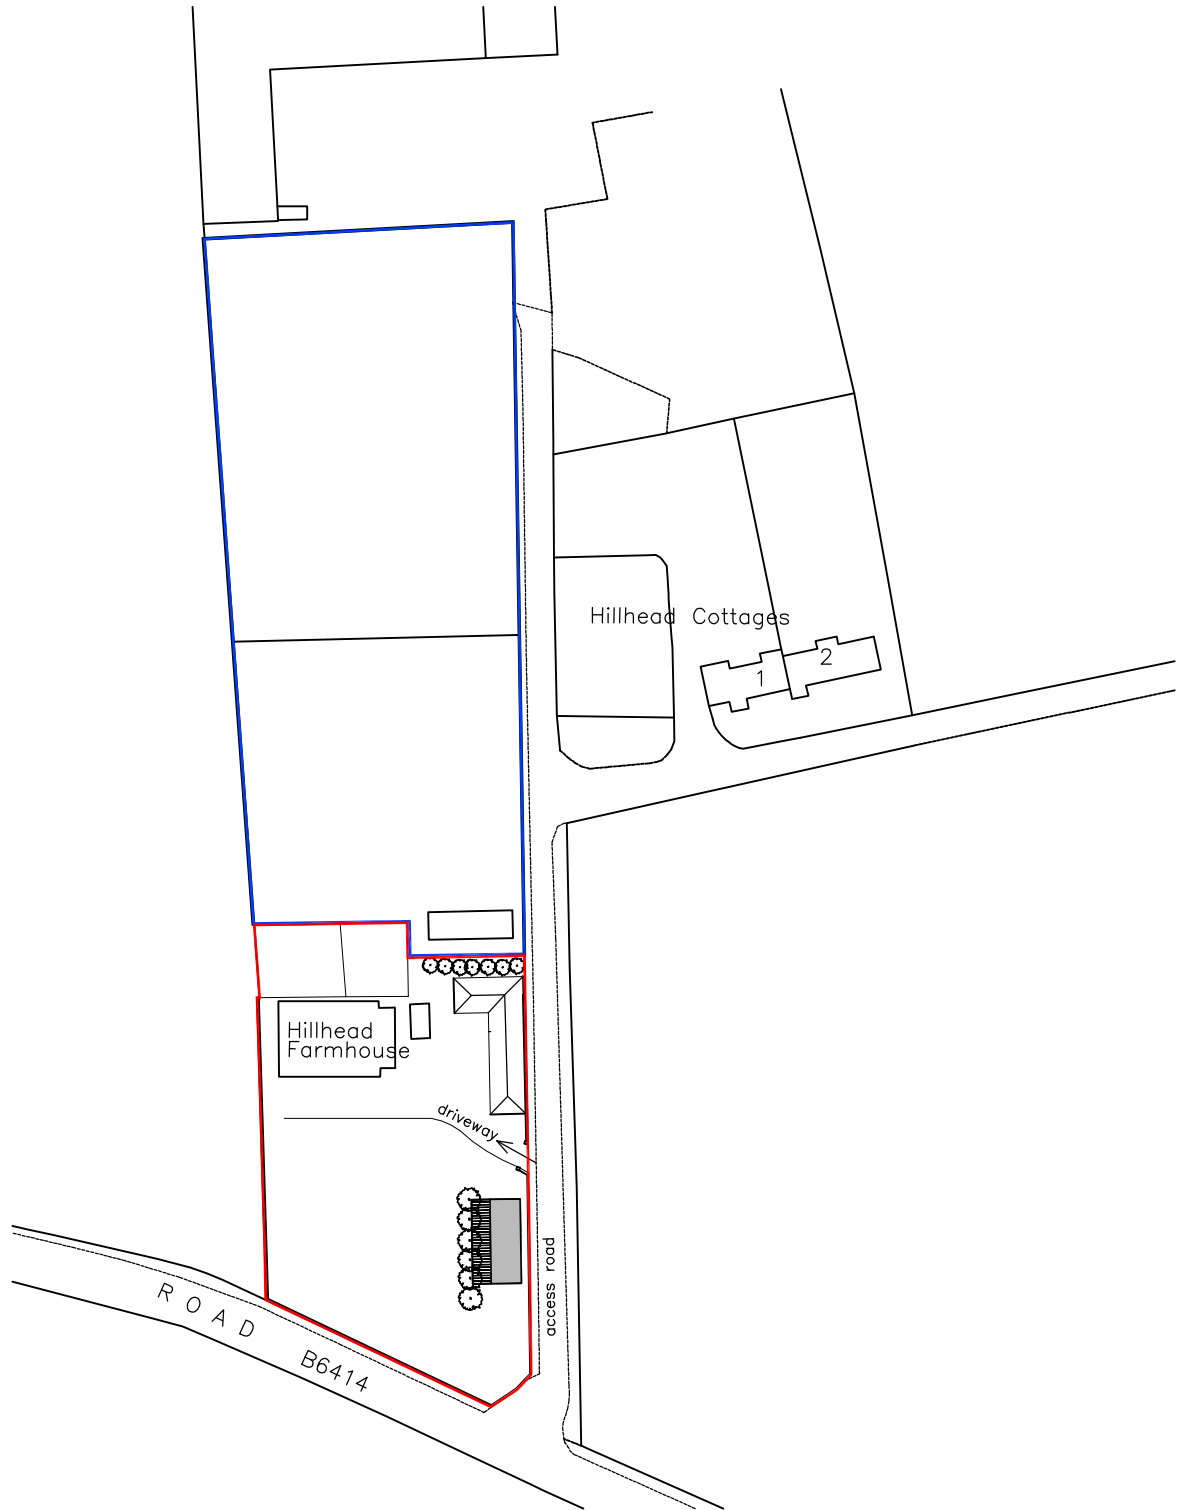 Hillhead Cottages
1
2
Hillhead
Farmhouse
driveway
access road
ROAD B6414